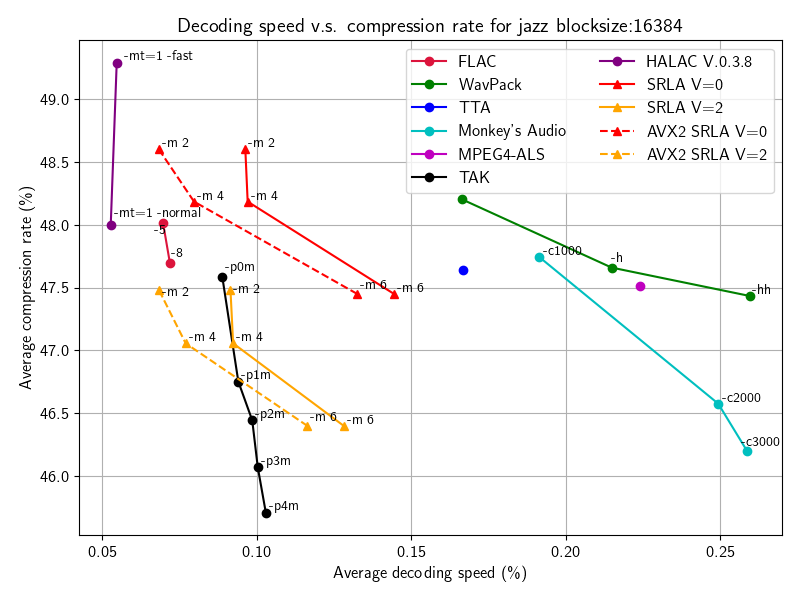 Decoding speed v.s. compression rate for jazz blocksize:16384
FLAC
WavPack
TTA
Monkey's Audio
MPEG4-ALS
TAK
HALAC V.0.3.8
SRLA V=0
SRLA V=2
AVX2 SRLA V=0
AVX2 SRLA V=2
Average compression rate (%)
49.0
48.5
48.0
47.5
47.0
46.5
46.0
-mt=1 -fast
-mt=1 -normal
-5
-8
-m 2
-m 4
-m 6
-m 2
-m 4
-m 6
-p0m
-p1m
-p2m
-p3m
-p4m
-m 2
-m 4
-m 6
-m 2
-m 4
-m 6
-c1000
-c2000
-c3000
-h
-hh
0.05
0.10
0.15
0.20
0.25
Average decoding speed (%)